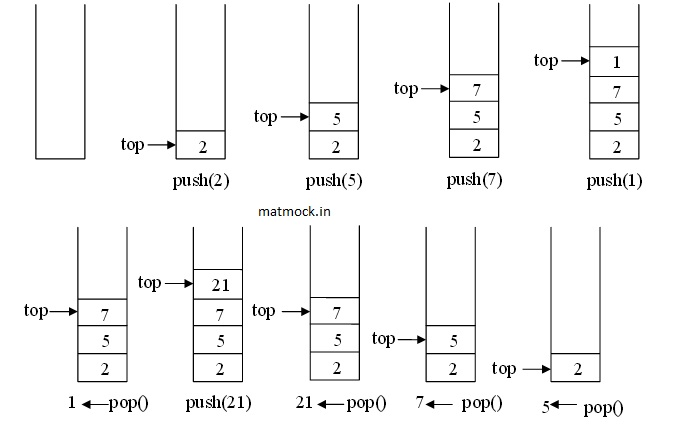 top 1
top 7 7
top 5 5 5
top 2 2 2 2
push(2) push(5) push(7) push(1)
matmock.in
top 21
top 7 7 top 7
5 5 5 top 5
2 2 2 2 top 2
1 pop() push(21) 21 pop() 7 pop() 5 pop()